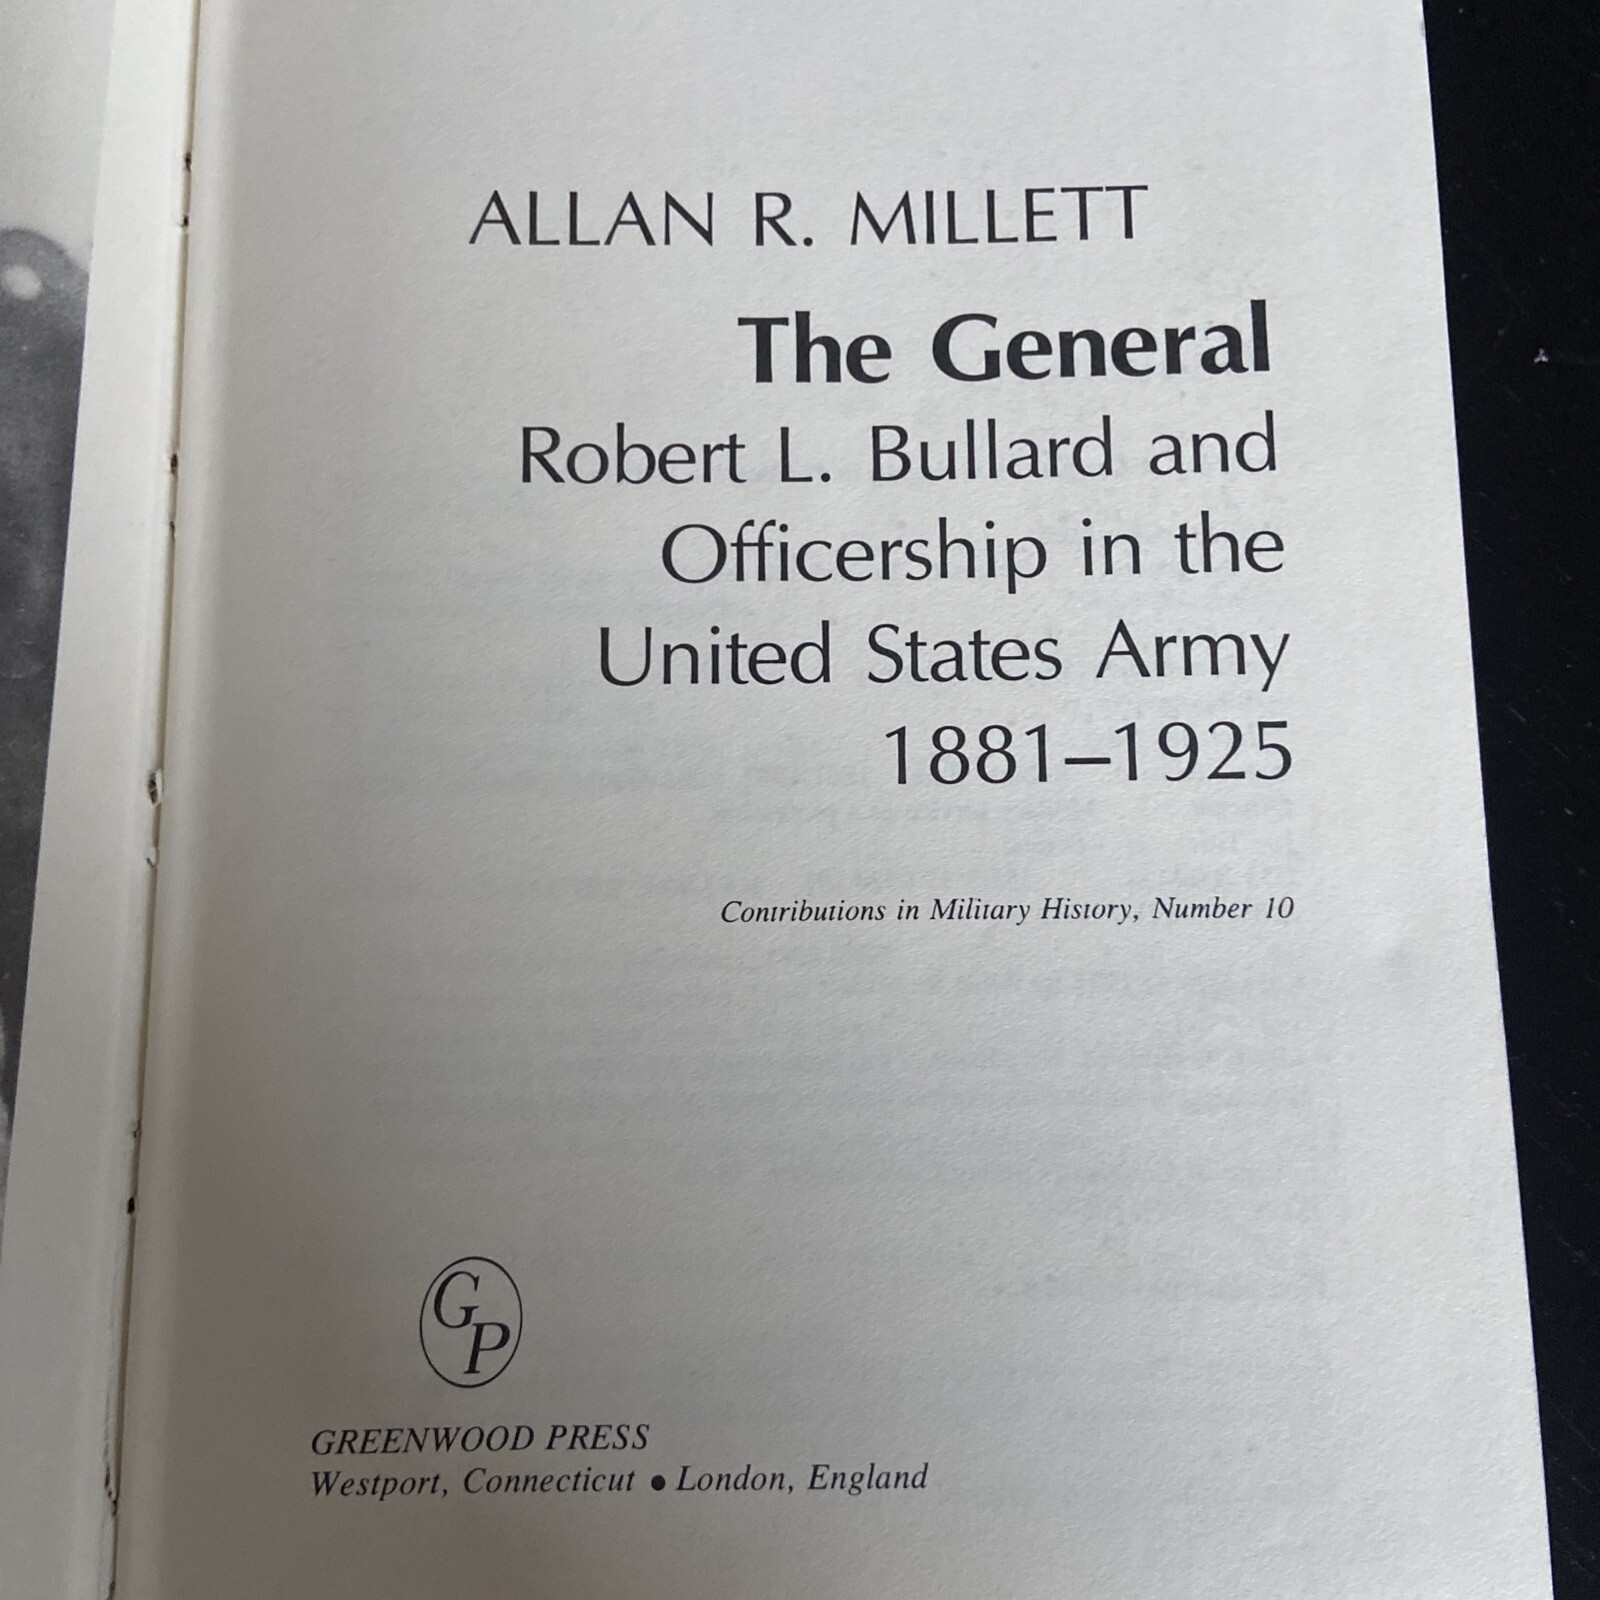 ALLAN R. MILLETT
The General
Robert L. Bullard and
Officership in the
United States Army
1881–1925
Contributions in Military History, Number 10
GP
GREENWOOD PRESS
Westport, Connecticut ● London, England